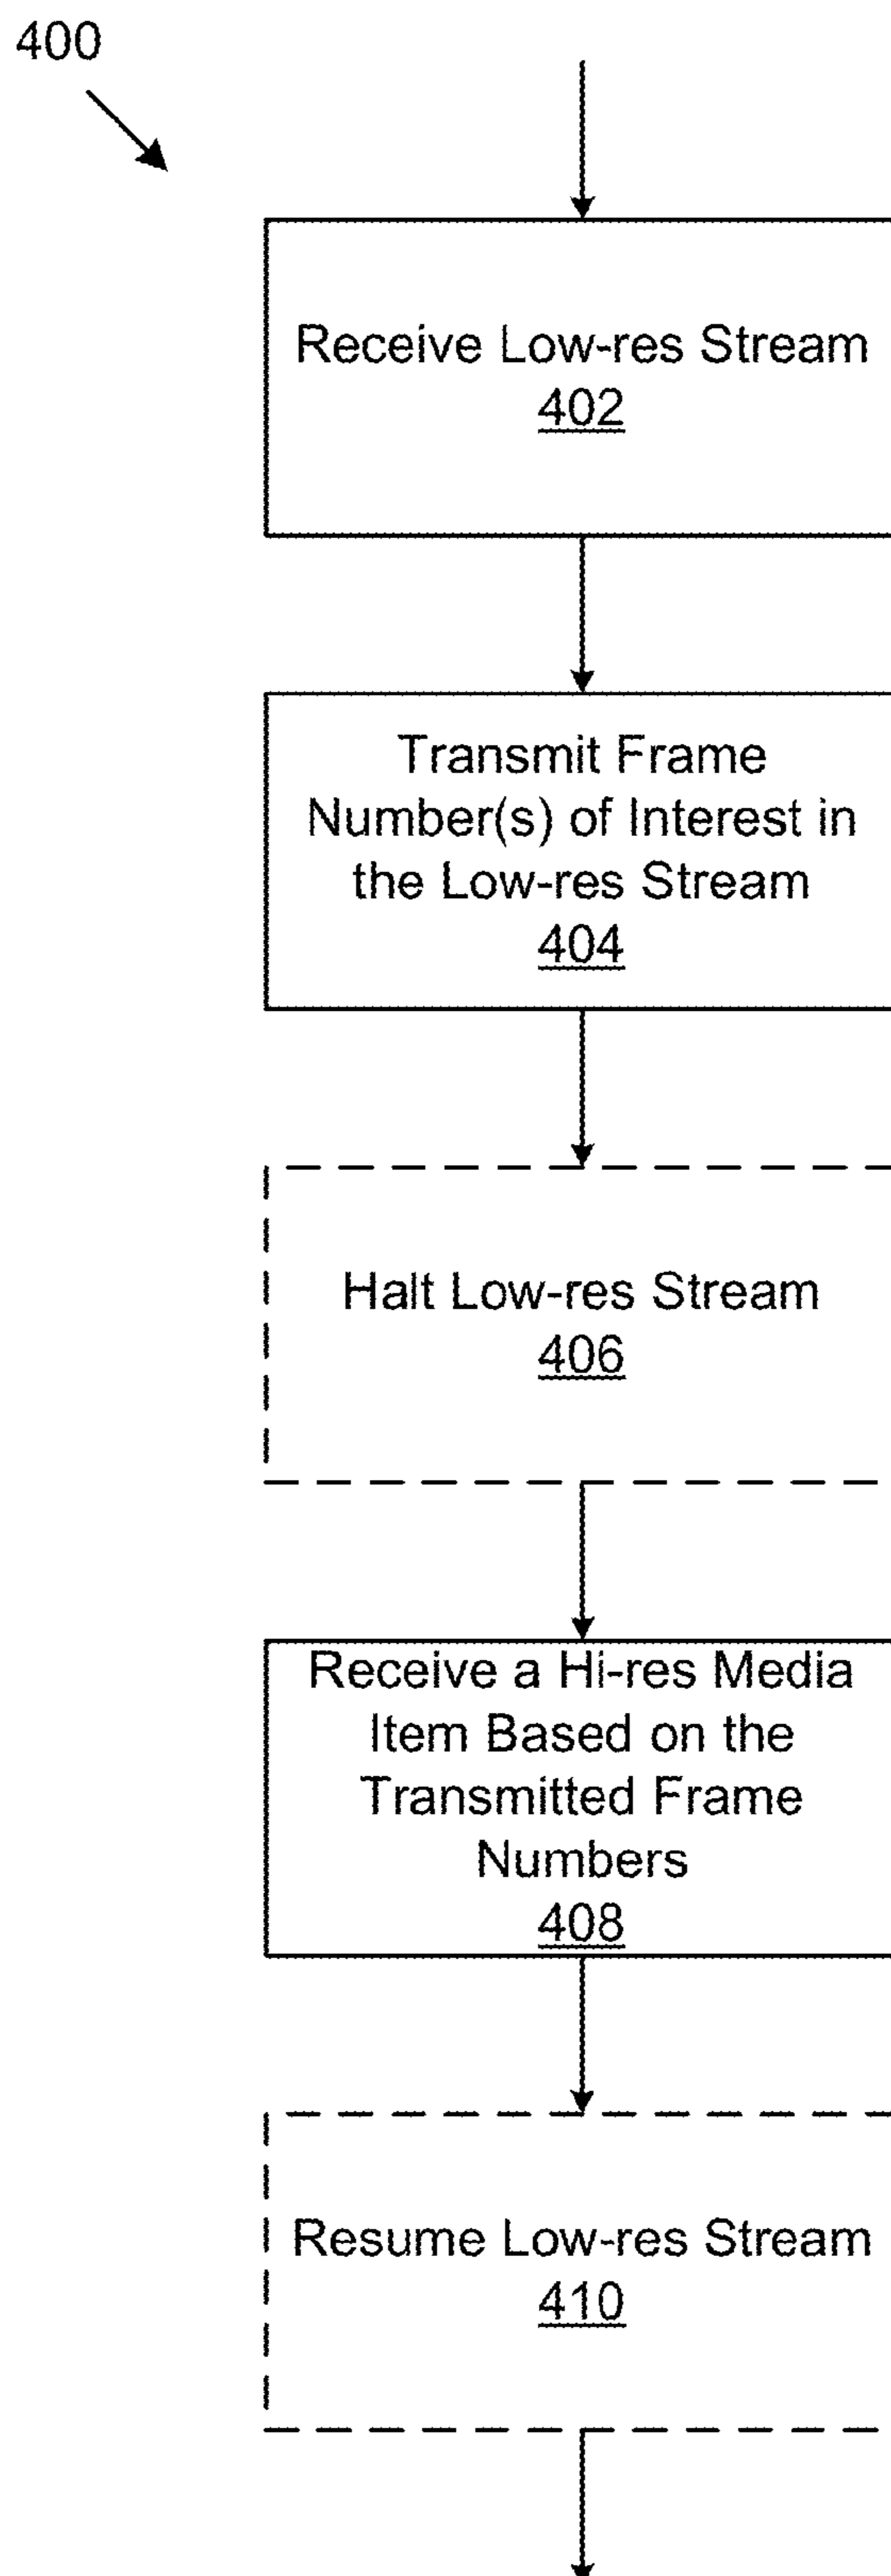 400
Receive Low-res Stream
402
Transmit Frame
Number(s) of Interest in
the Low-res Stream
404
Halt Low-res Stream
406
Receive a Hi-res Media
Item Based on the
Transmitted Frame
Numbers
408
Resume Low-res Stream
410